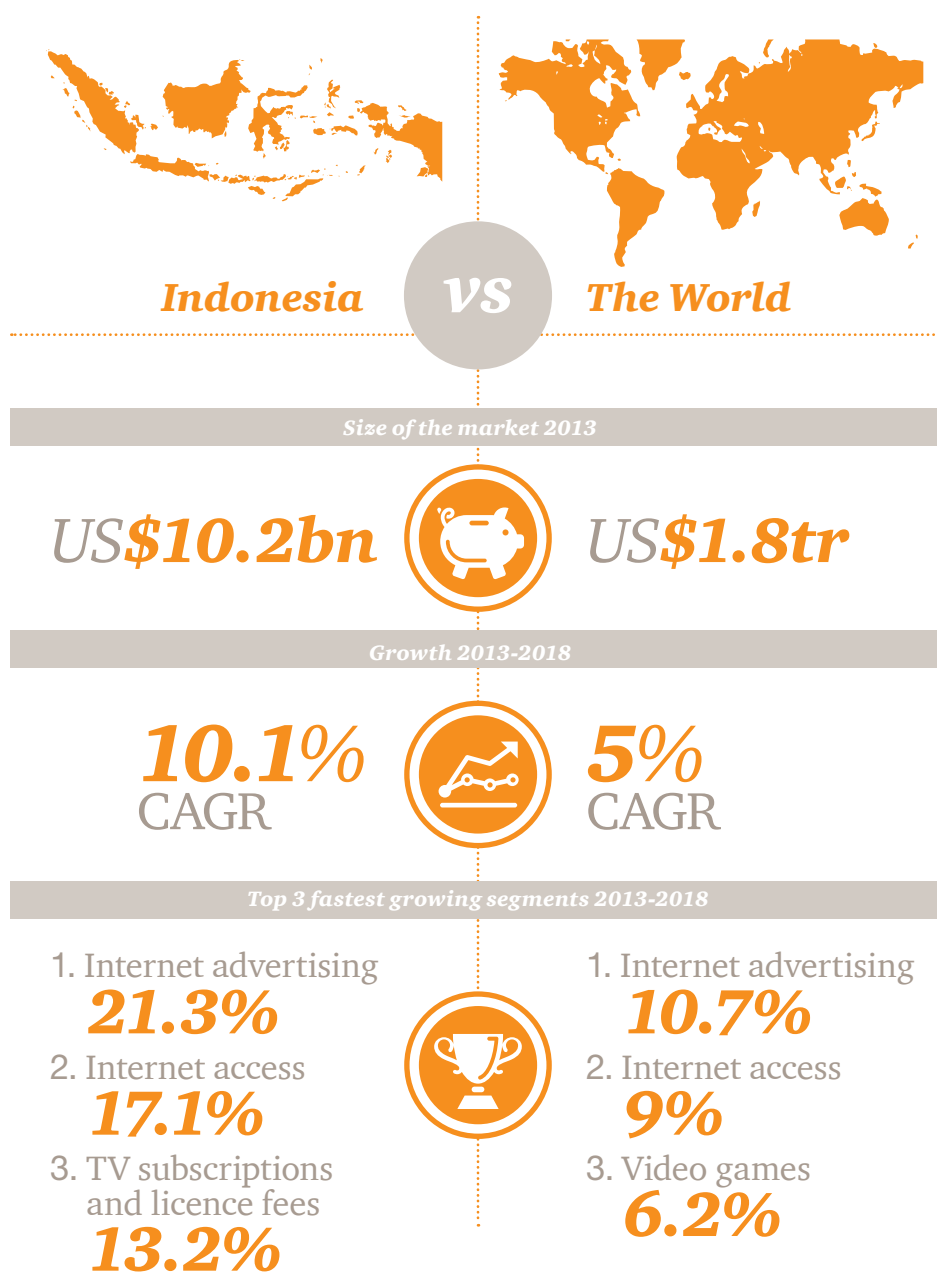 Indonesia
vs
The World
Size of the market 2013
US$10.2bn
US$1.8tr
Growth 2013-2018
10.1%
CAGR
5%
CAGR
Top 3 fastest growing segments 2013-2018
1. Internet advertising
21.3%
2. Internet access
17.1%
3. TV subscriptions
and licence fees
13.2%
1. Internet advertising
10.7%
2. Internet access
9%
3. Video games
6.2%